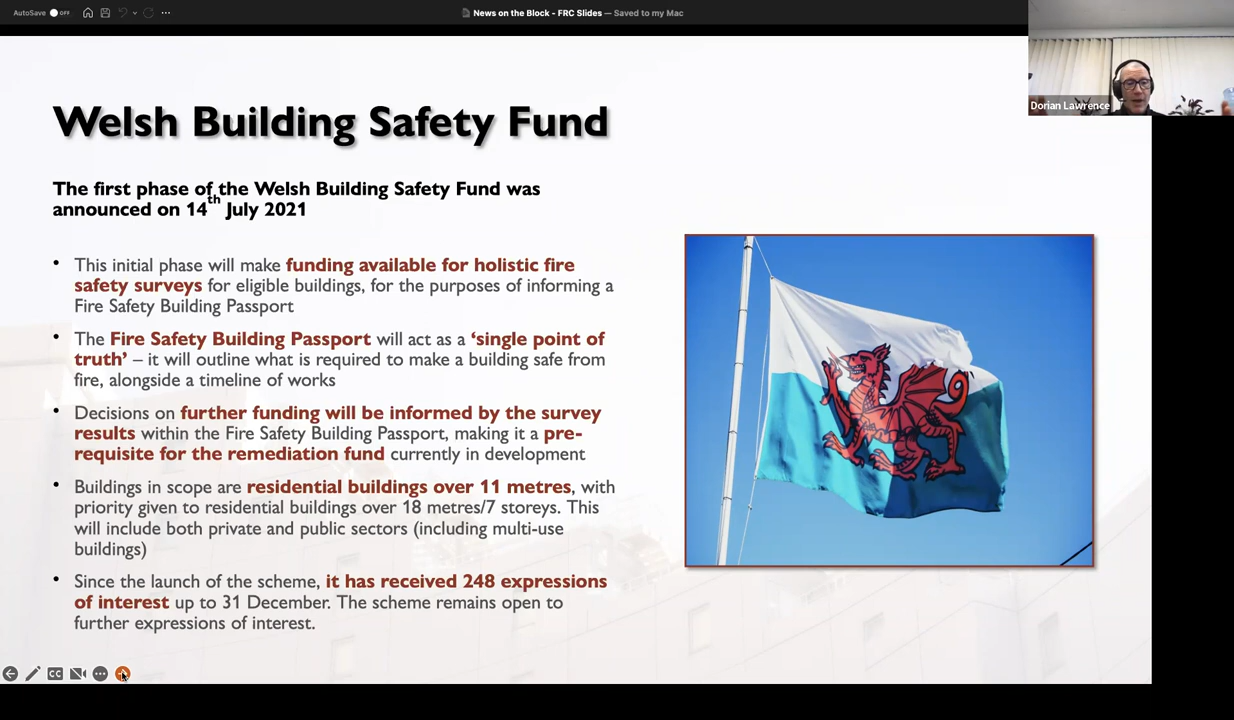 AutoSave OFF
News on the Block - FRC Slides — Saved to my Mac
Dorian Lawrence
Welsh Building Safety Fund
The first phase of the Welsh Building Safety Fund was
announced on 14th July 2021
• This initial phase will make funding available for holistic fire
safety surveys for eligible buildings, for the purposes of informing a
Fire Safety Building Passport
• The Fire Safety Building Passport will act as a ‘single point of
truth’ – it will outline what is required to make a building safe from
fire, alongside a timeline of works
• Decisions on further funding will be informed by the survey
results within the Fire Safety Building Passport, making it a pre-
requisite for the remediation fund currently in development
• Buildings in scope are residential buildings over 11 metres, with
priority given to residential buildings over 18 metres/7 storeys. This
will include both private and public sectors (including multi-use
buildings)
• Since the launch of the scheme, it has received 248 expressions
of interest up to 31 December. The scheme remains open to
further expressions of interest.
CC